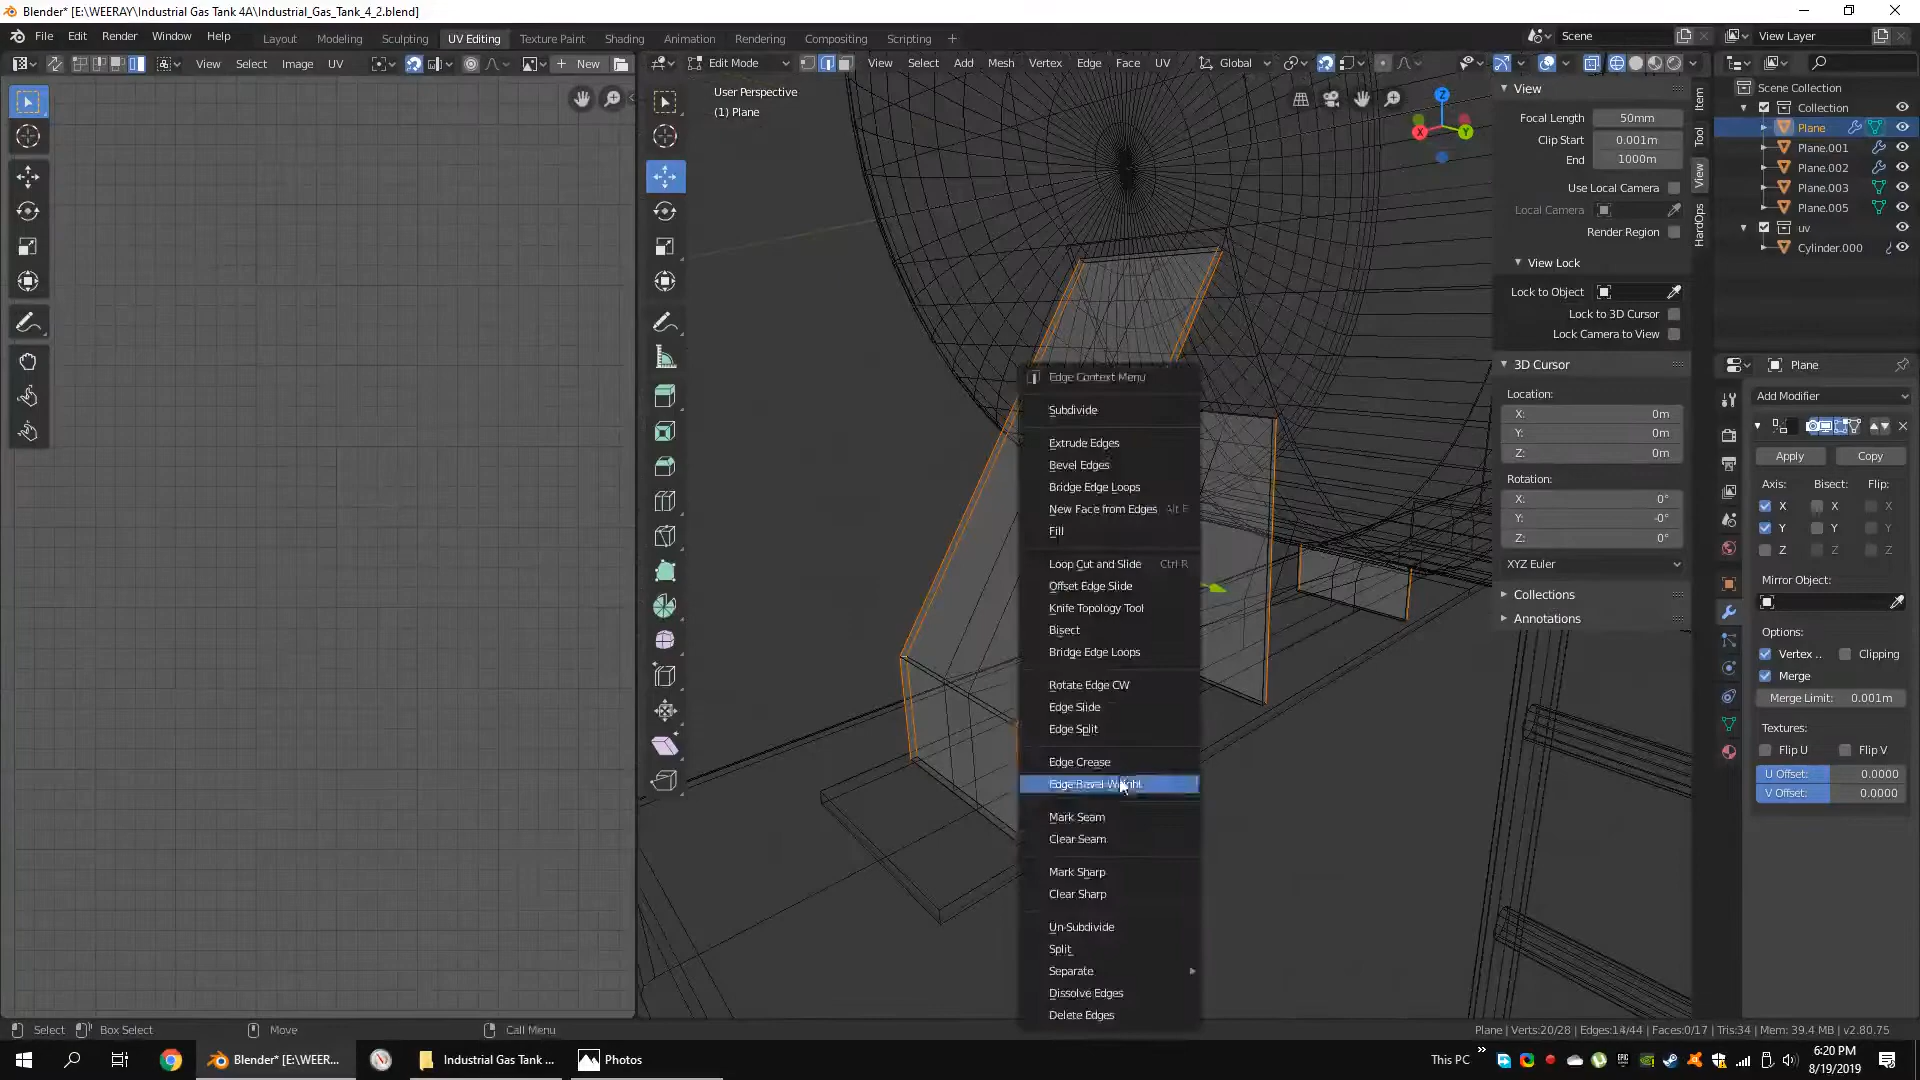 Blender* [E:\WEERAY\Industrial Gas Tank 4A\Industrial_Gas_Tank_4_2.blend]
File Edit Render Window Help
Layout Modeling Sculpting UV Editing Texture Paint Shading Animation Rendering Compositing Scripting
Scene
View Layer
View Select Image UV
New
Edit Mode
View Select Add Mesh Vertex Edge Face UV
Global
User Perspective
(1) Plane
X
Y
Z
View
Focal Length 50mm
Clip Start 0.001m
End 1000m
Use Local Camera
Local Camera
Render Region
View Lock
Lock to Object
Lock to 3D Cursor
Lock Camera to View
3D Cursor
Location:
X: 0m
Y: 0m
Z: 0m
Rotation:
X: 0°
Y: -0°
Z: 0°
XYZ Euler
Collections
Annotations
Item
Tool
View
HardOps
Scene Collection
Collection
Plane
Plane.001
Plane.002
Plane.003
Plane.005
uv
Cylinder.000
Plane
Add Modifier
Apply Copy
Axis: Bisect: Flip:
X X X
Y Y Y
Z Z Z
Mirror Object:
Options:
Vertex .. Clipping
Merge
Merge Limit: 0.001m
Textures:
Flip U Flip V
U Offset: 0.0000
V Offset: 0.0000
Edge Context Menu
Subdivide
Extrude Edges
Bevel Edges
Bridge Edge Loops
New Face from Edges Alt F
Fill
Loop Cut and Slide Ctrl R
Offset Edge Slide
Knife Topology Tool
Bisect
Bridge Edge Loops
Rotate Edge CW
Edge Slide
Edge Split
Edge Crease
Edge Bevel Weight
Mark Seam
Clear Seam
Mark Sharp
Clear Sharp
Un-Subdivide
Split
Separate
Dissolve Edges
Delete Edges
Select Box Select Move Call Menu
Plane | Verts:20/28 | Edges:14/44 | Faces:0/17 | Tris:34 | Mem: 39.4 MB | v2.80.75
Blender* [E:\WEER...
Industrial Gas Tank ...
Photos
This PC
6:20 PM
8/19/2019